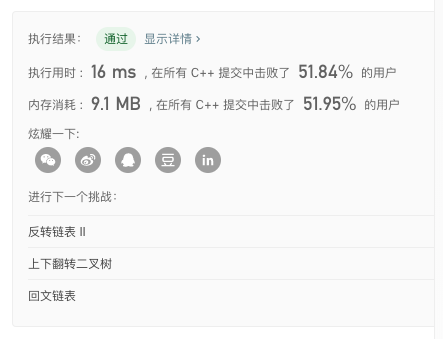 执行结果： 通过 显示详情 ›
执行用时： 16 ms ，在所有 C++ 提交中击败了 51.84% 的用户
内存消耗： 9.1 MB ，在所有 C++ 提交中击败了 51.95% 的用户
炫耀一下:
豆 in
进行下一个挑战：
反转链表 II
上下翻转二叉树
回文链表